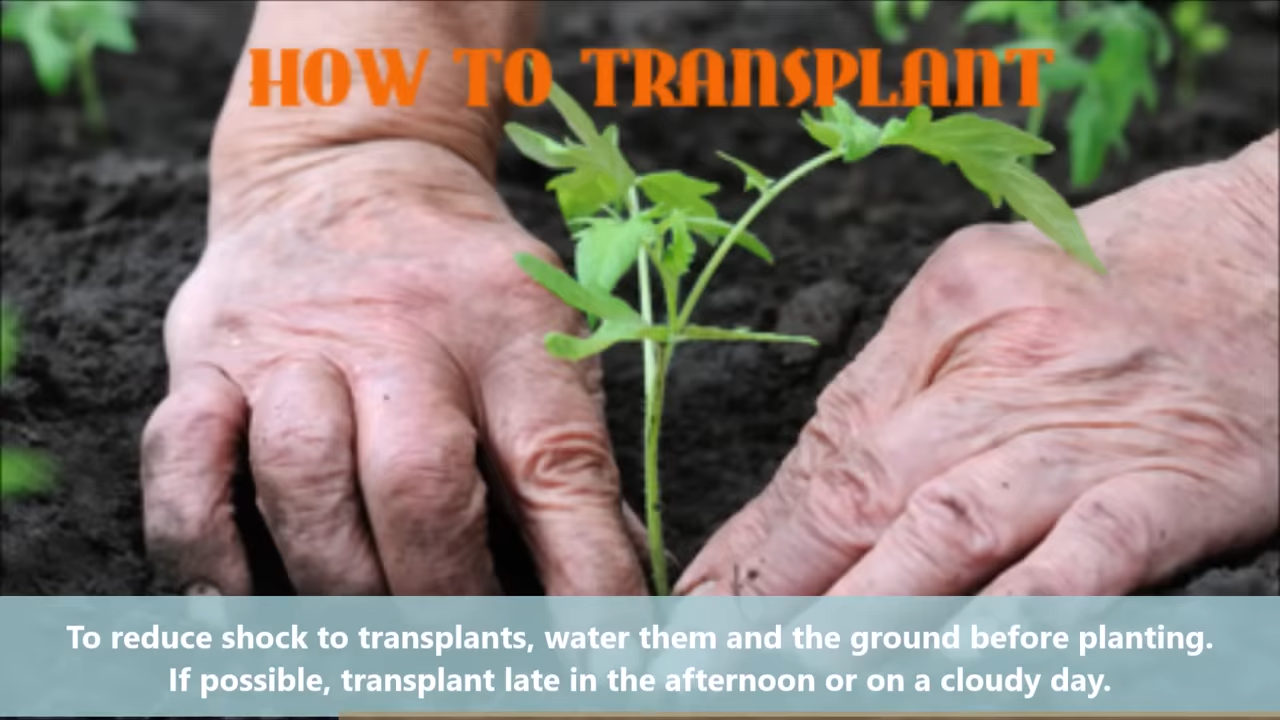 HOW TO TRANSPLANT
To reduce shock to transplants, water them and the ground before planting.
If possible, transplant late in the afternoon or on a cloudy day.